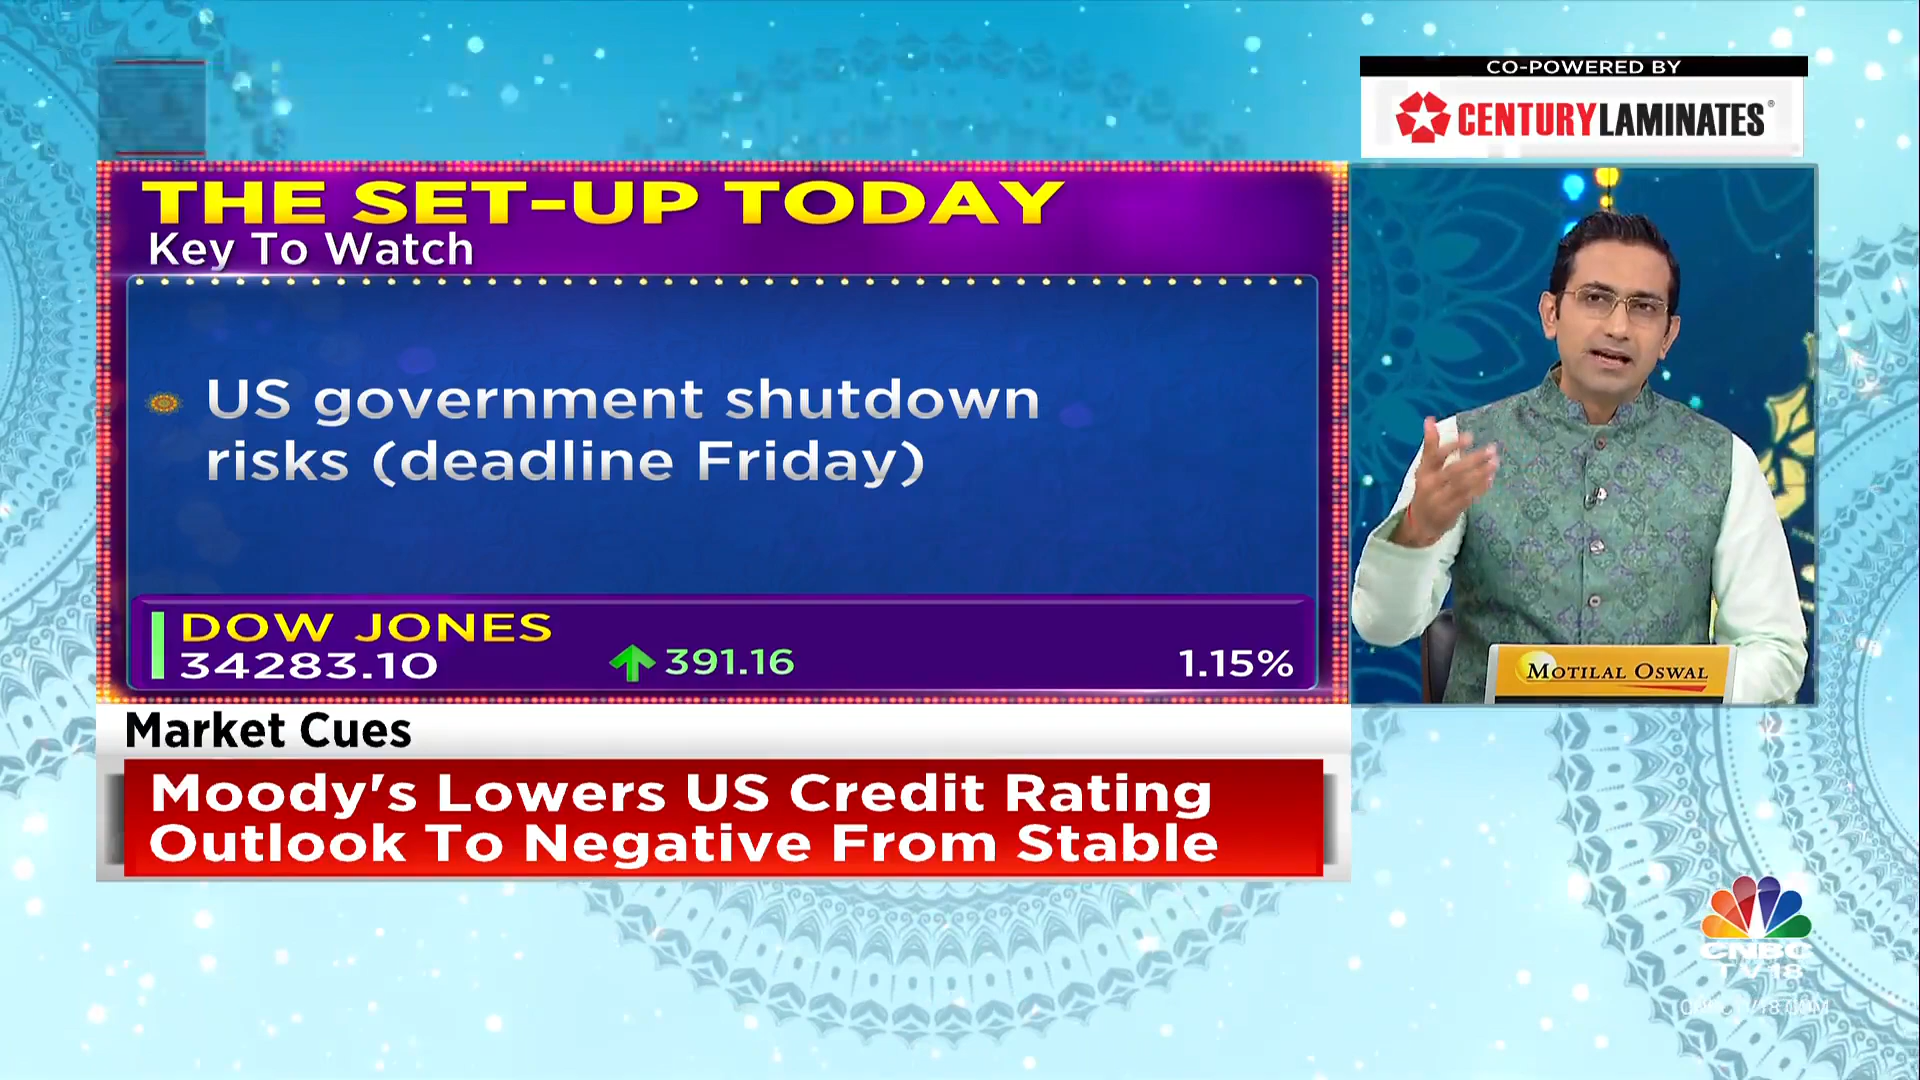 CO-POWERED BY
CENTURYLAMINATES®
THE SET-UP TODAY
Key To Watch
US government shutdown
risks (deadline Friday)
DOW JONES
34283.10 391.16 1.15%
MOTILAL OSWAL
Market Cues
Moody's Lowers US Credit Rating
Outlook To Negative From Stable
CNBC
TV18